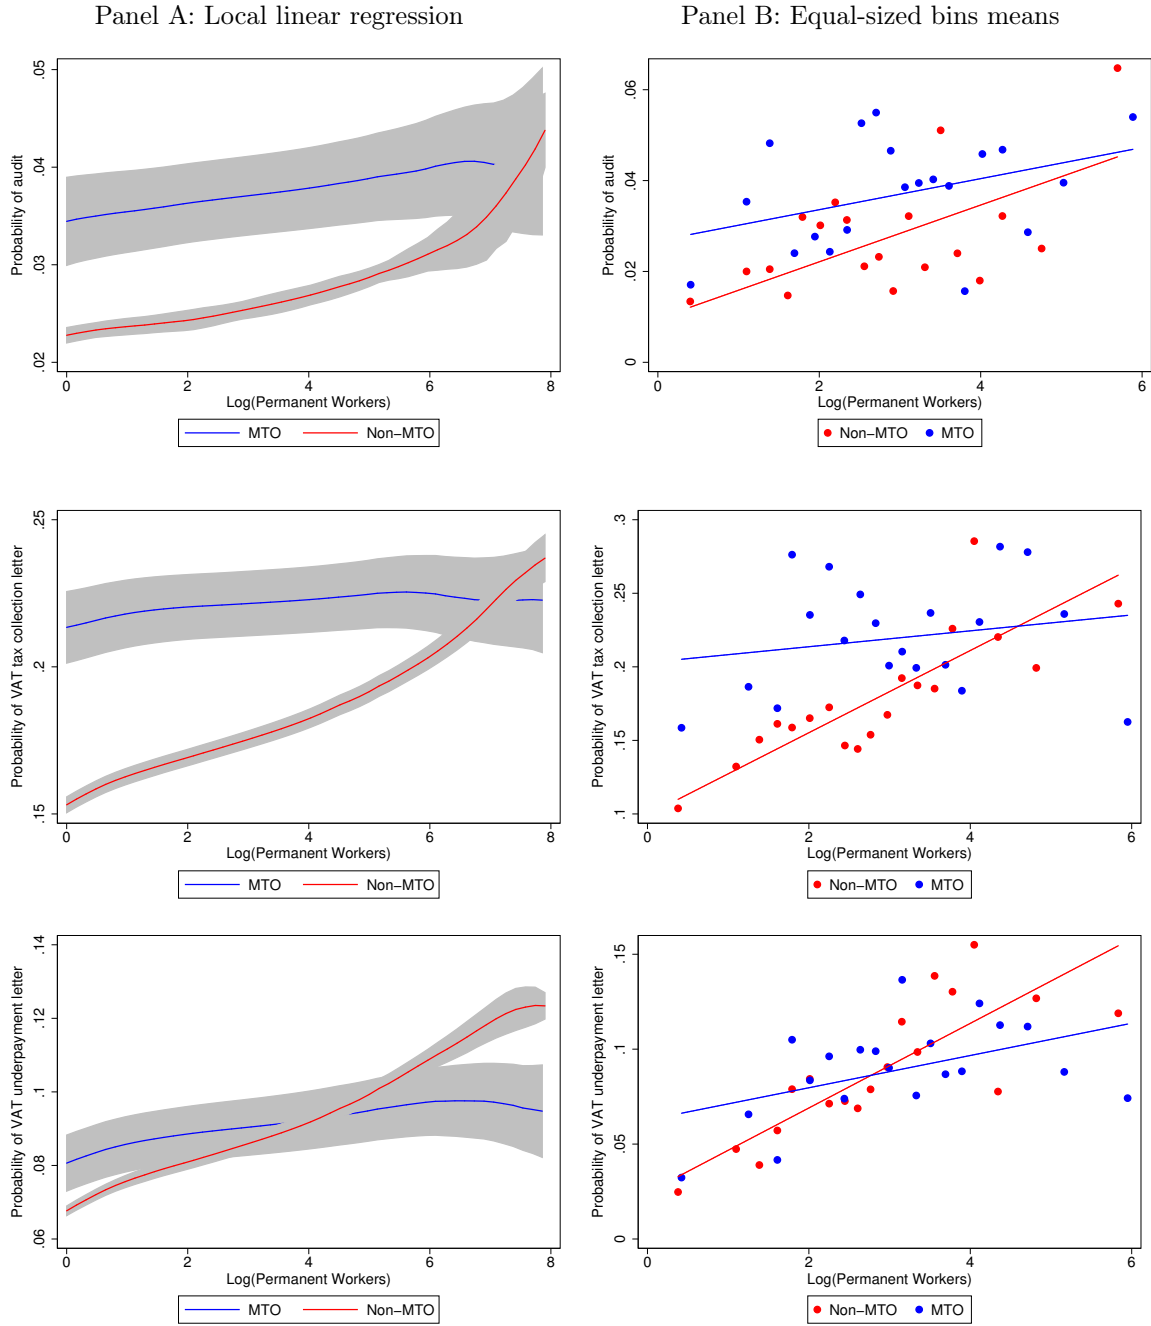 Panel A: Local linear regression
Panel B: Equal-sized bins means
Probability of audit
.05
.04
.03
.02
0 2 4 6 8
Log(Permanent Workers)
MTO Non−MTO
Probability of audit
.06
.04
.02
0
0 2 4 6
Log(Permanent Workers)
Non−MTO MTO
Probability of VAT tax collection letter
.25
.2
.15
0 2 4 6 8
Log(Permanent Workers)
MTO Non−MTO
Probability of VAT tax collection letter
.3
.25
.2
.15
.1
0 2 4 6
Log(Permanent Workers)
Non−MTO MTO
Probability of VAT underpayment letter
.14
.12
.1
.08
.06
0 2 4 6 8
Log(Permanent Workers)
MTO Non−MTO
Probability of VAT underpayment letter
.15
.1
.05
0
0 2 4 6
Log(Permanent Workers)
Non−MTO MTO